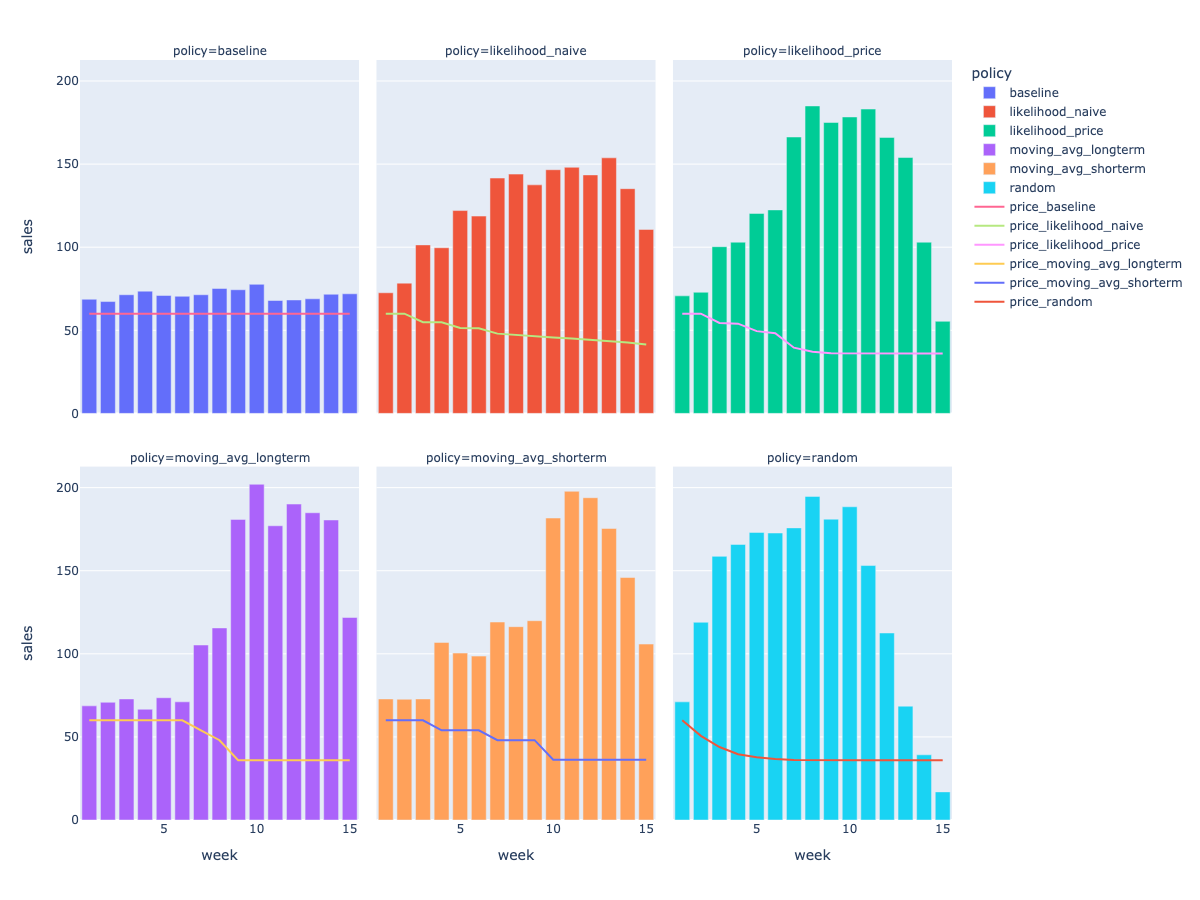 policy=baseline
policy=likelihood_naive
policy=likelihood_price
200
150
100
50
0
sales
policy=moving_avg_longterm
policy=moving_avg_shorterm
policy=random
200
150
100
50
0
sales
5
10
15
5
10
15
5
10
15
week
week
week
policy
baseline
likelihood_naive
likelihood_price
moving_avg_longterm
moving_avg_shorterm
random
price_baseline
price_likelihood_naive
price_likelihood_price
price_moving_avg_longterm
price_moving_avg_shorterm
price_random